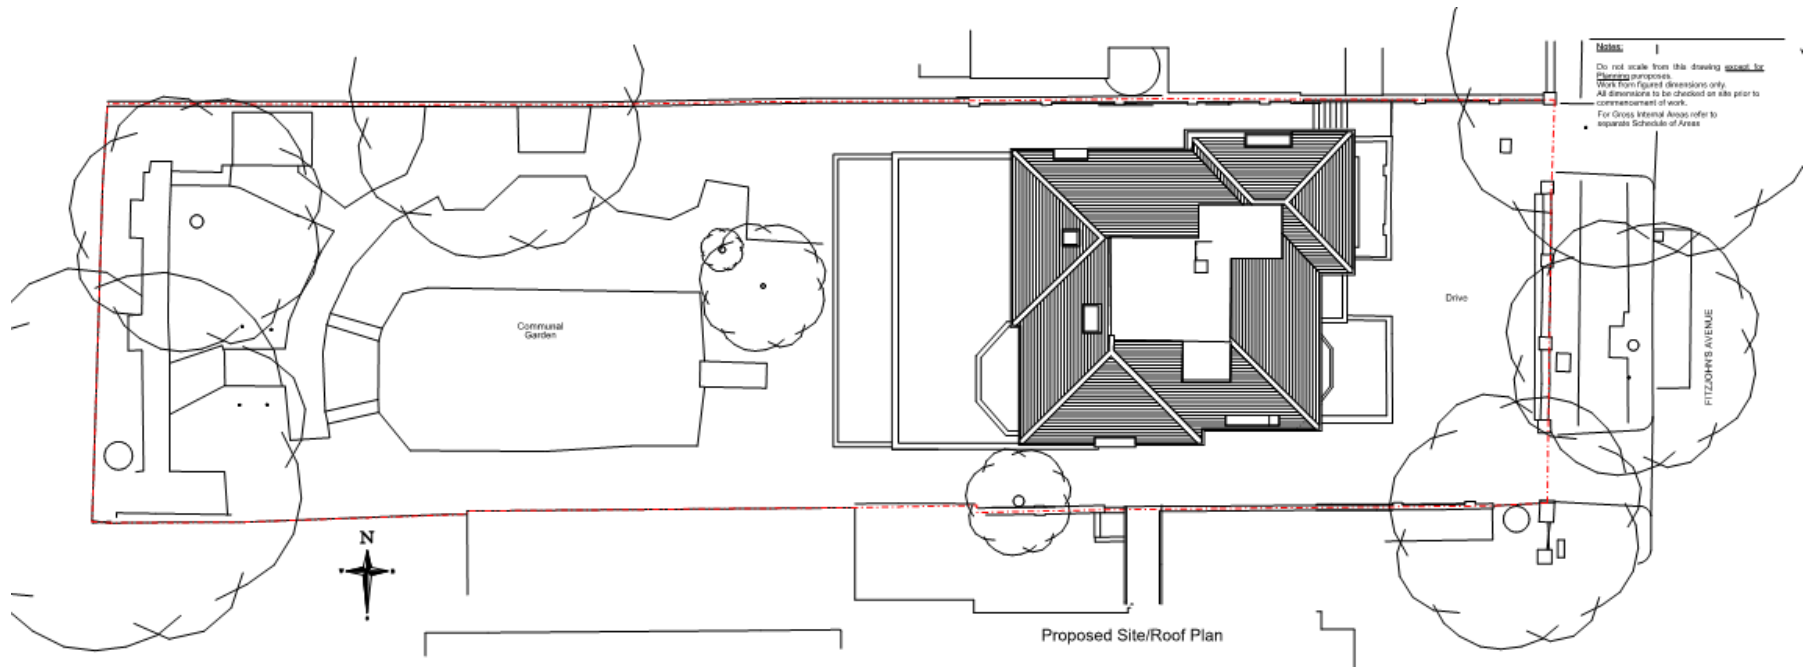 Notes:
Do not scale from this drawing except for
Planning puroposes.
Work from figured dimensions only.
All dimensions to be checked on site prior to
commencement of work.
For Gross Internal Areas refer to
separate Schedule of Areas
Communal
Garden
Drive
FITZJOHN'S AVENUE
N
Proposed Site/Roof Plan